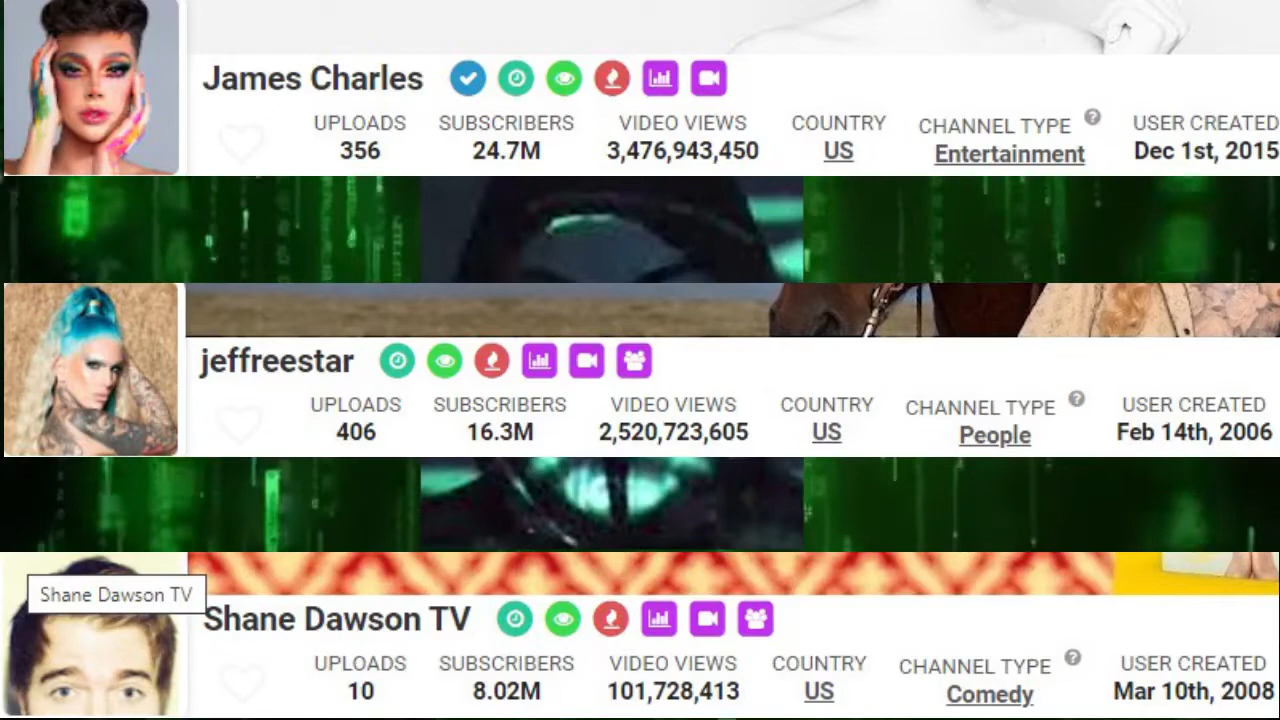 James Charles
UPLOADS SUBSCRIBERS VIDEO VIEWS COUNTRY CHANNEL TYPE ? USER CREATED
356 24.7M 3,476,943,450 US Entertainment Dec 1st, 2015
jeffreestar
UPLOADS SUBSCRIBERS VIDEO VIEWS COUNTRY CHANNEL TYPE ? USER CREATED
406 16.3M 2,520,723,605 US People Feb 14th, 2006
Shane Dawson TV
Shane Dawson TV
UPLOADS SUBSCRIBERS VIDEO VIEWS COUNTRY CHANNEL TYPE ? USER CREATED
10 8.02M 101,728,413 US Comedy Mar 10th, 2008